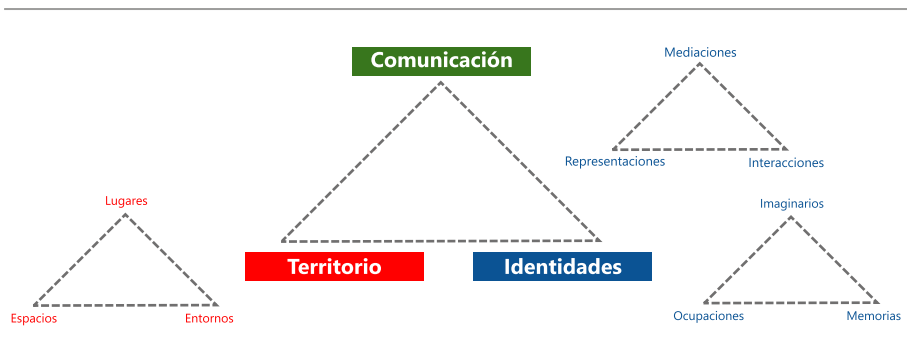 Comunicación
Mediaciones
Representaciones
Interacciones
Lugares
Imaginarios
Territorio
Identidades
Espacios
Entornos
Ocupaciones
Memorias